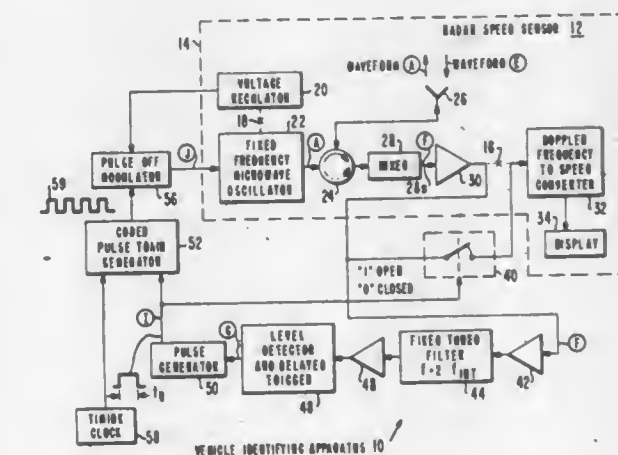 RADAR SPEED SENSOR 12
14
WAVEFORM A
WAVEFORM E
VOLTAGE REGULATOR
20
26
18
22
FIXED FREQUENCY MICROWAVE OSCILLATOR
A
24
28
MIXER
F
28a
30
16
DOPPLER FREQUENCY TO SPEED CONVERTER
32
34
DISPLAY
J
PULSE OFF MODULATOR
56
59
CODED PULSE TRAIN GENERATOR
52
"1" OPEN
"0" CLOSED
40
I
G
PULSE GENERATOR
50
LEVEL DETECTOR AND DELAYED TRIGGER
48
FIXED TUNED FILTER
44
42
F
TIMING CLOCK
58
VEHICLE IDENTIFYING APPARATUS 10